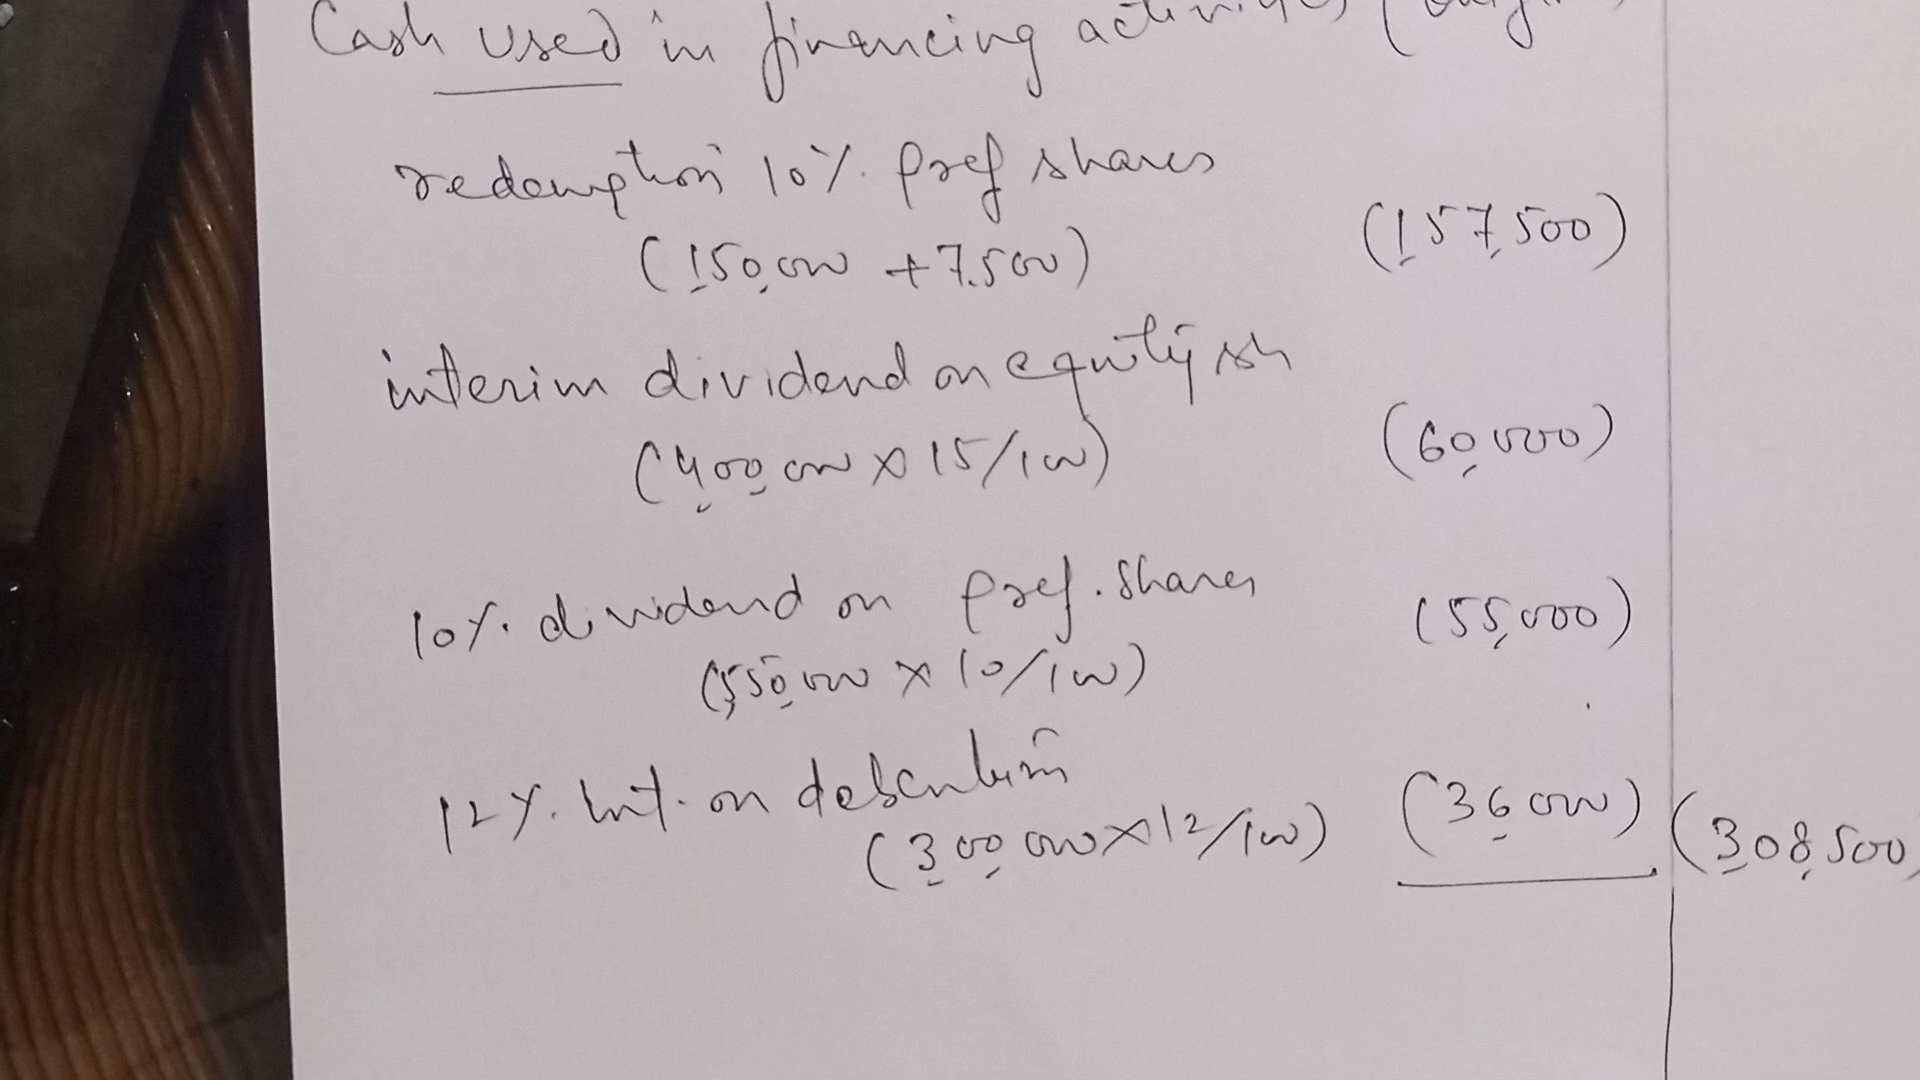 Cash used in financing activities (
redemption 10% pref shares
(150,000 + 7,500) (157,500)
interim dividend on equity sh
(400,000 x 15/100) (60,000)
10% dividend on pref. shares (55,000)
(550,000 x 10/100)
12% Int. on debenture
(300,000 x 12/100) (36,000) (308,500)